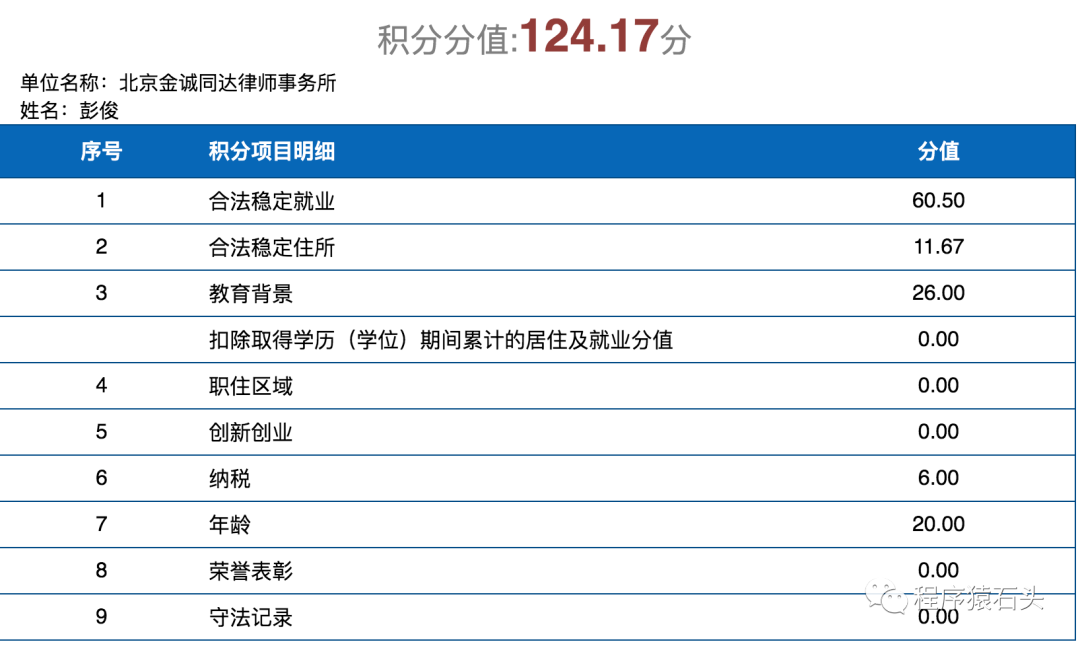 积分分值:124.17分
单位名称：北京金诚同达律师事务所
姓名：彭俊
序号 积分项目明细 分值
1 合法稳定就业 60.50
2 合法稳定住所 11.67
3 教育背景 26.00
扣除取得学历（学位）期间累计的居住及就业分值 0.00
4 职住区域 0.00
5 创新创业 0.00
6 纳税 6.00
7 年龄 20.00
8 荣誉表彰 0.00
9 守法记录 0.00
程序猿石头